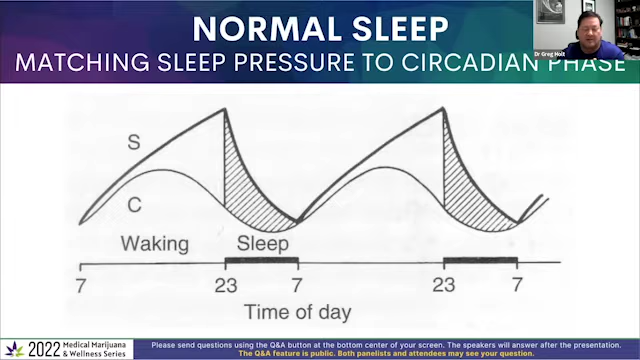 NORMAL SLEEP
MATCHING SLEEP PRESSURE TO CIRCADIAN PHASE
Dr Greg Holt
S
C
Waking
Sleep
7
23
7
23
7
Time of day
2022 Medical Marijuana
& Wellness Series
Please send questions using the Q&A button at the bottom center of your screen. The speakers will answer after the presentation.
The Q&A feature is public. Both panelists and attendees may see your question.